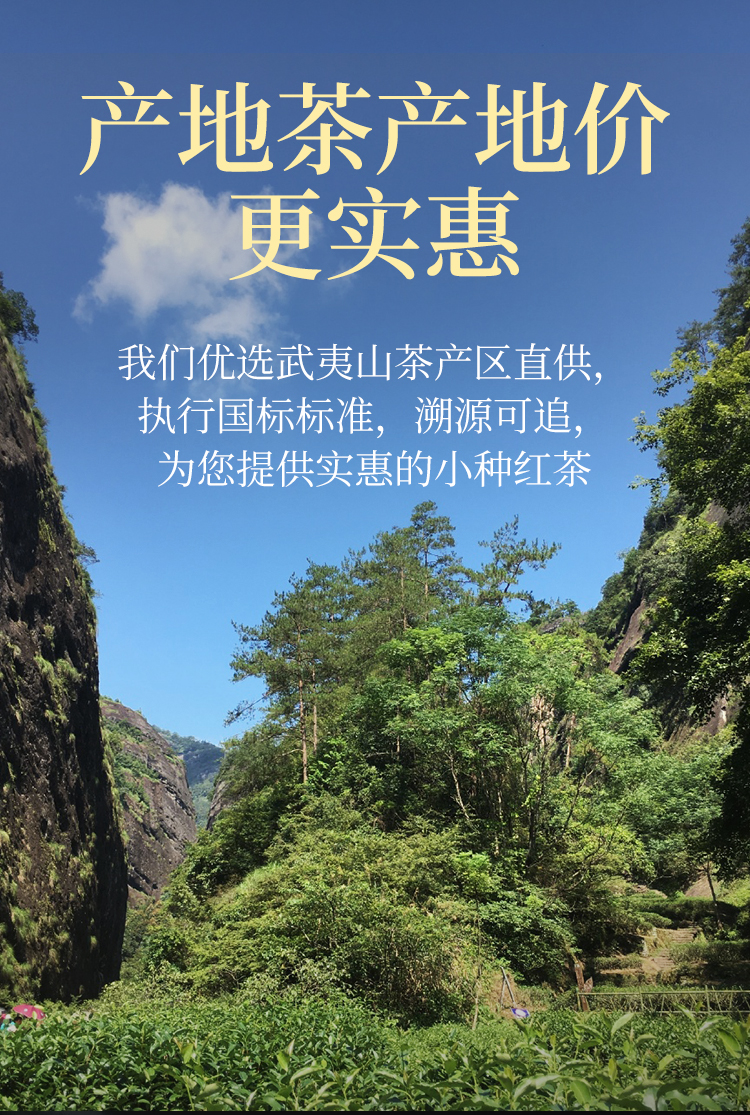 产地茶产地价
更实惠
我们优选武夷山茶产区直供，
执行国标标准，溯源可追，
为您提供实惠的小种红茶